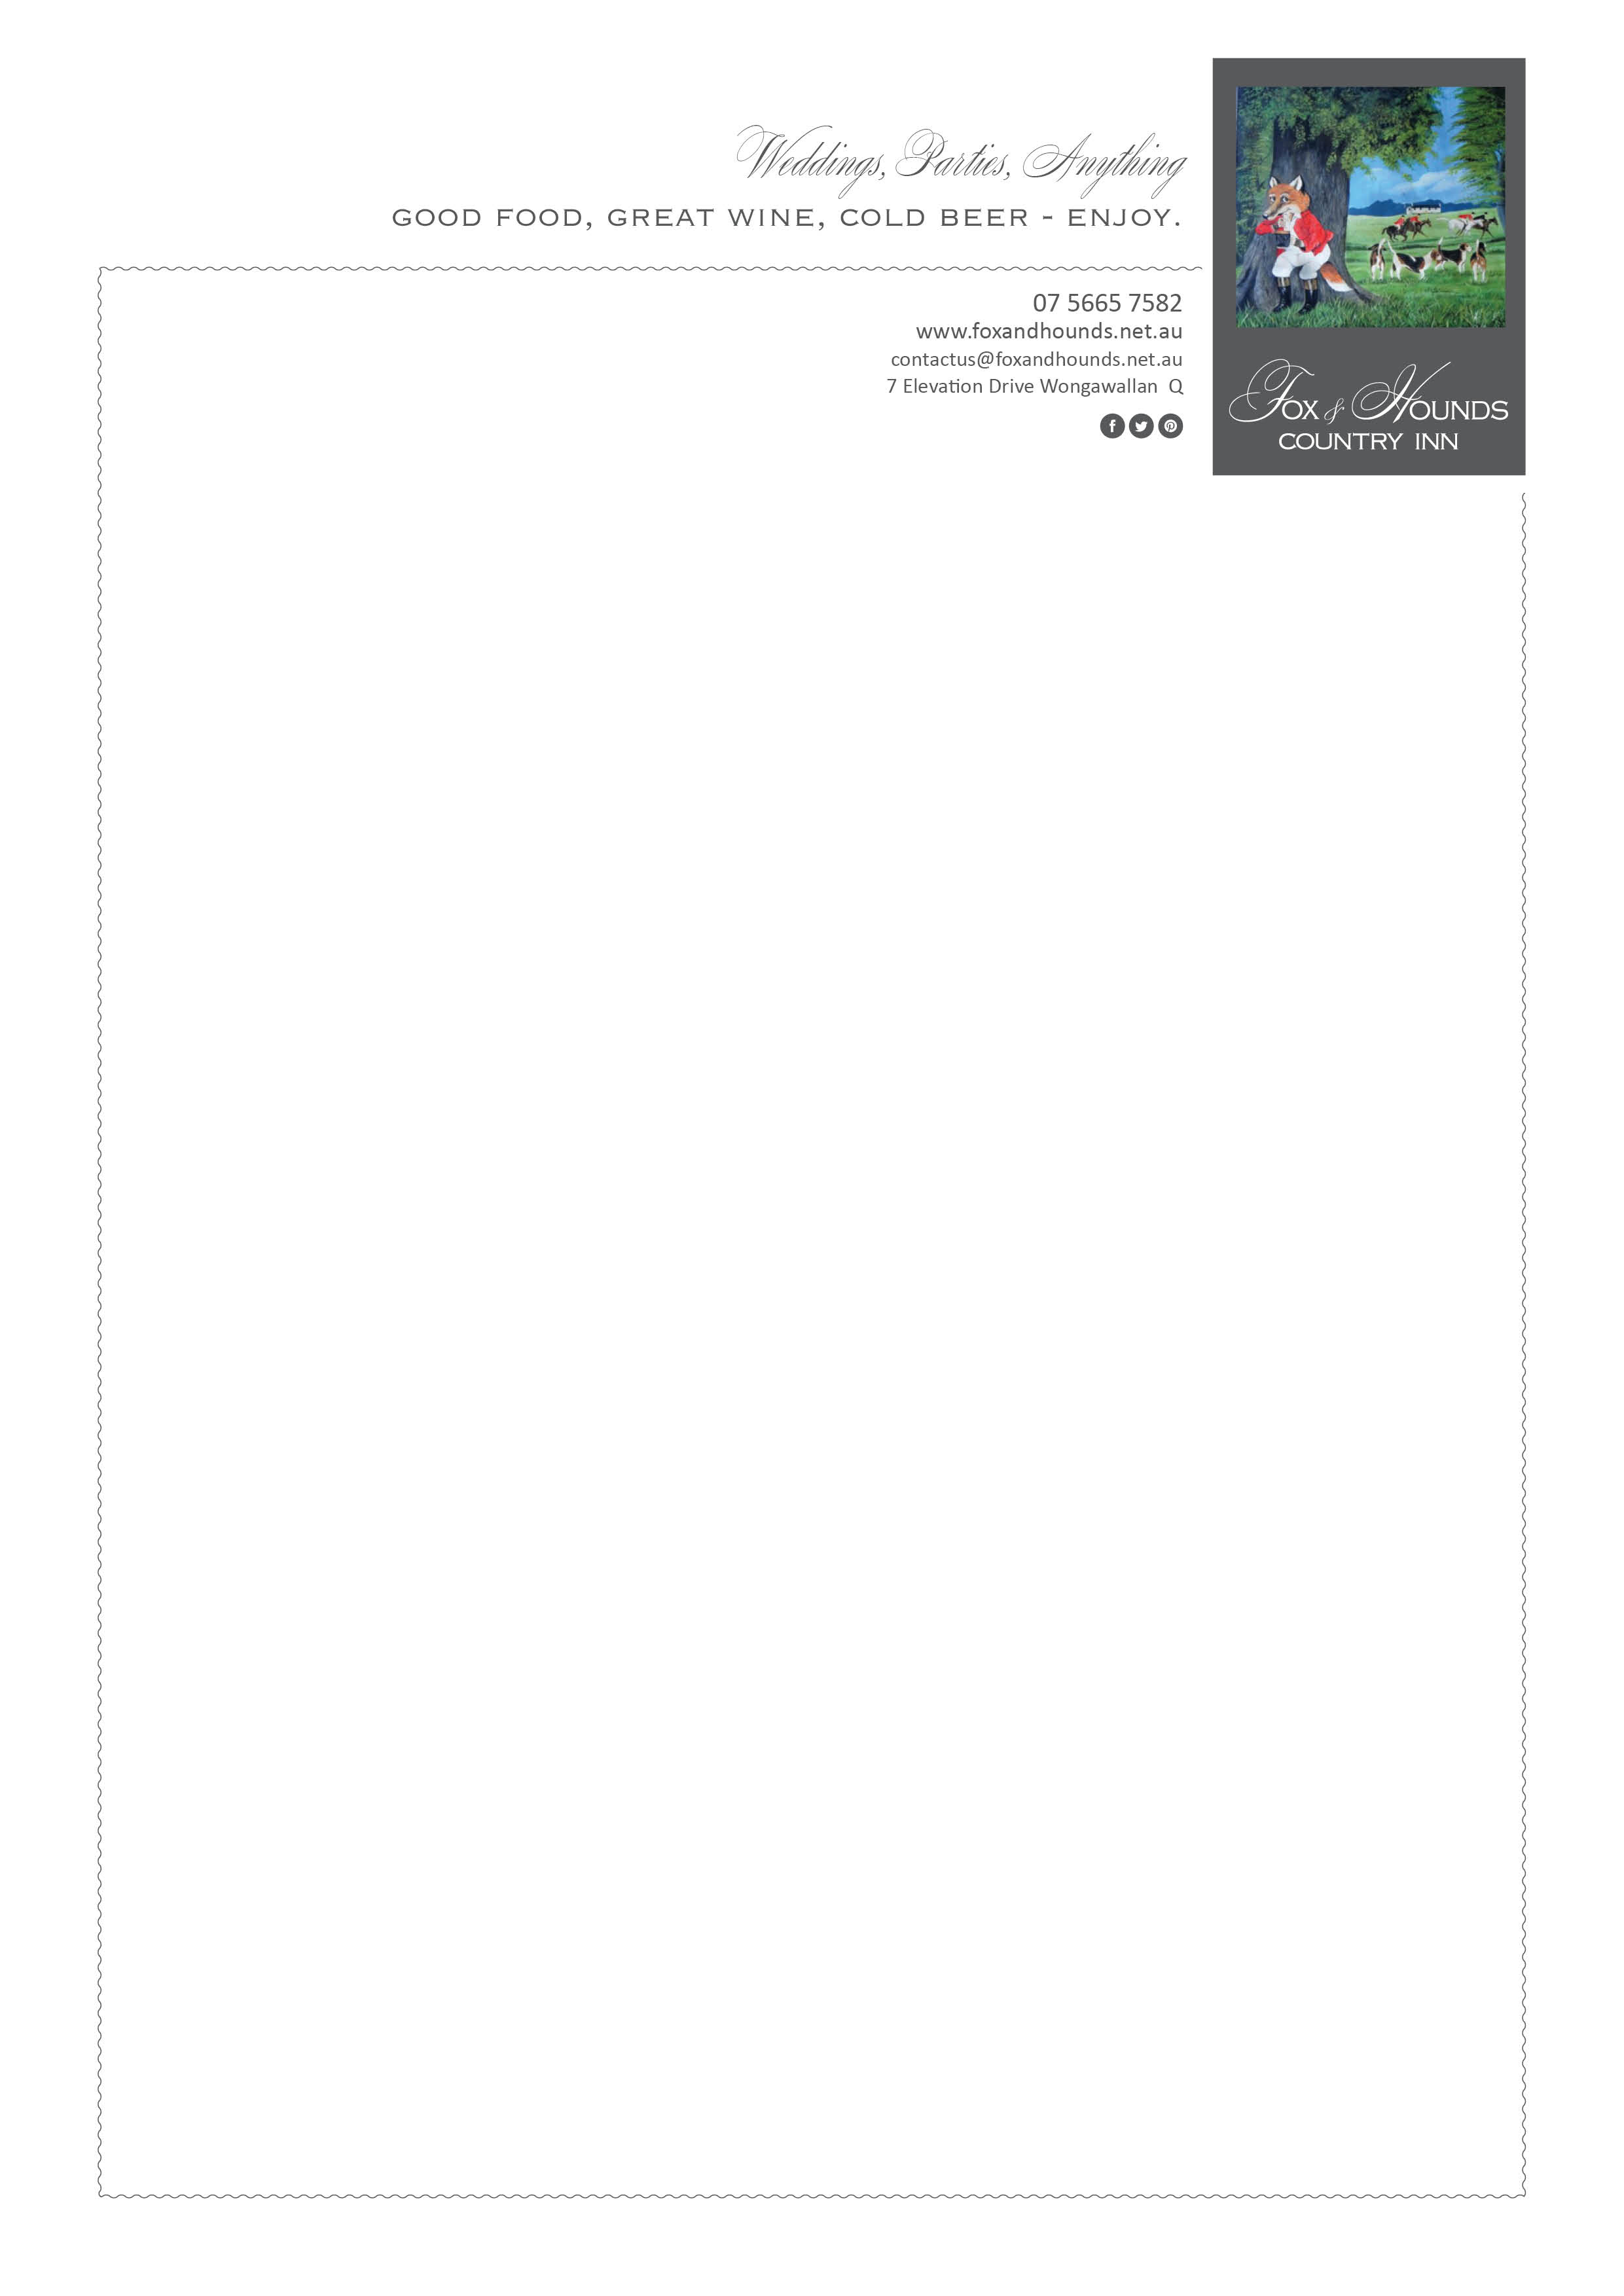 Weddings, Parties, Anything
GOOD FOOD, GREAT WINE, COLD BEER - ENJOY.
07 5665 7582
www.foxandhounds.net.au
contactus@foxandhounds.net.au
7 Elevation Drive Wongawallan Q
FOX & HOUNDS
COUNTRY INN